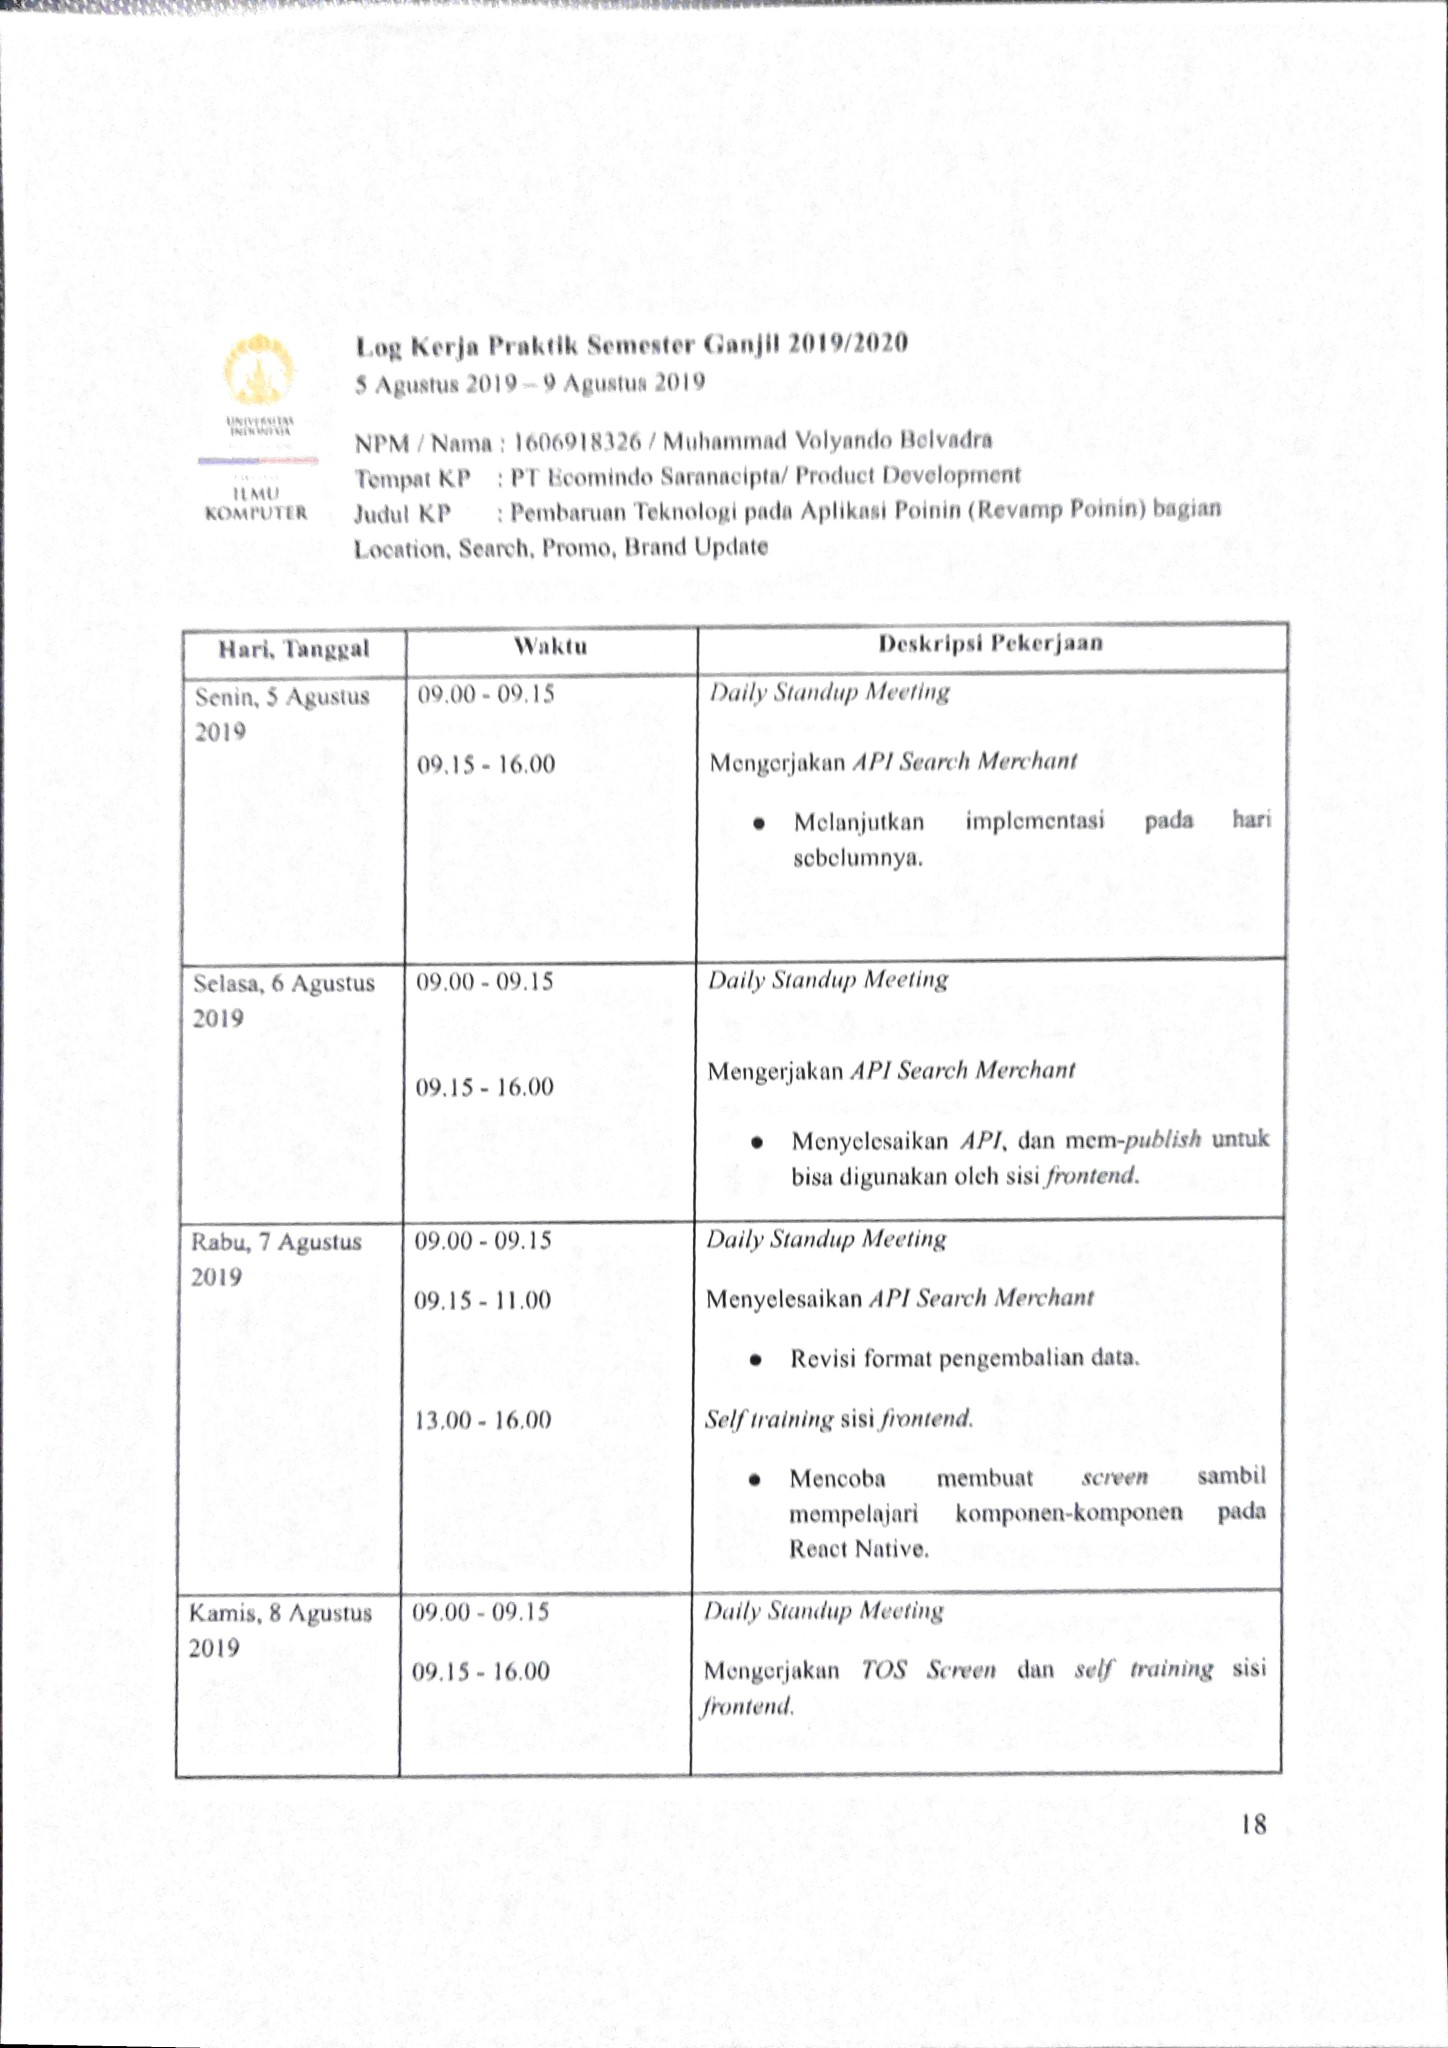 UNIVERSITAS
INDONESIA
ILMU
KOMPUTER
Log Kerja Praktik Semester Ganjil 2019/2020
5 Agustus 2019 – 9 Agustus 2019
NPM / Nama : 1606918326 / Muhammad Volyando Belvadra
Tempat KP : PT Ecomindo Saranacipta/ Product Development
Judul KP : Pembaruan Teknologi pada Aplikasi Poinin (Revamp Poinin) bagian
Location, Search, Promo, Brand Update
Hari, Tanggal Waktu Deskripsi Pekerjaan
Senin, 5 Agustus 09.00 - 09.15 Daily Standup Meeting
2019
09.15 - 16.00 Mengerjakan API Search Merchant
● Melanjutkan implementasi pada hari
sebelumnya.
Selasa, 6 Agustus 09.00 - 09.15 Daily Standup Meeting
2019
09.15 - 16.00 Mengerjakan API Search Merchant
● Menyelesaikan API, dan mem-publish untuk
bisa digunakan oleh sisi frontend.
Rabu, 7 Agustus 09.00 - 09.15 Daily Standup Meeting
2019
09.15 - 11.00 Menyelesaikan API Search Merchant
● Revisi format pengembalian data.
13.00 - 16.00 Self training sisi frontend.
● Mencoba membuat screen sambil
mempelajari komponen-komponen pada
React Native.
Kamis, 8 Agustus 09.00 - 09.15 Daily Standup Meeting
2019
09.15 - 16.00 Mengerjakan TOS Screen dan self training sisi
frontend.
18